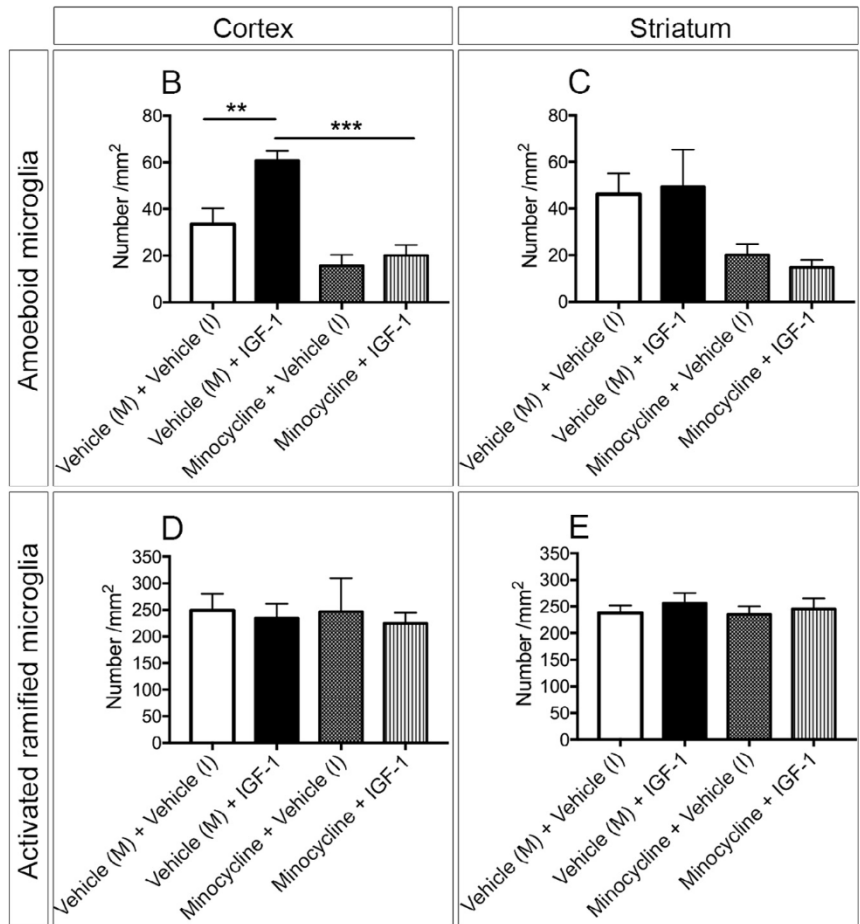 Cortex
Striatum
Amoeboid microglia
B
**
***
Number /mm²
80
60
40
20
0
Vehicle (M) + Vehicle (I)
Vehicle (M) + IGF-1
Minocycline + Vehicle (I)
Minocycline + IGF-1
C
Number /mm²
80
60
40
20
0
Vehicle (M) + Vehicle (I)
Vehicle (M) + IGF-1
Minocycline + Vehicle (I)
Minocycline + IGF-1
Activated ramified microglia
D
Number /mm²
350
300
250
200
150
100
50
0
Vehicle (M) + Vehicle (I)
Vehicle (M) + IGF-1
Minocycline + Vehicle (I)
Minocycline + IGF-1
E
Number /mm²
350
300
250
200
150
100
50
0
Vehicle (M) + Vehicle (I)
Vehicle (M) + IGF-1
Minocycline + Vehicle (I)
Minocycline + IGF-1